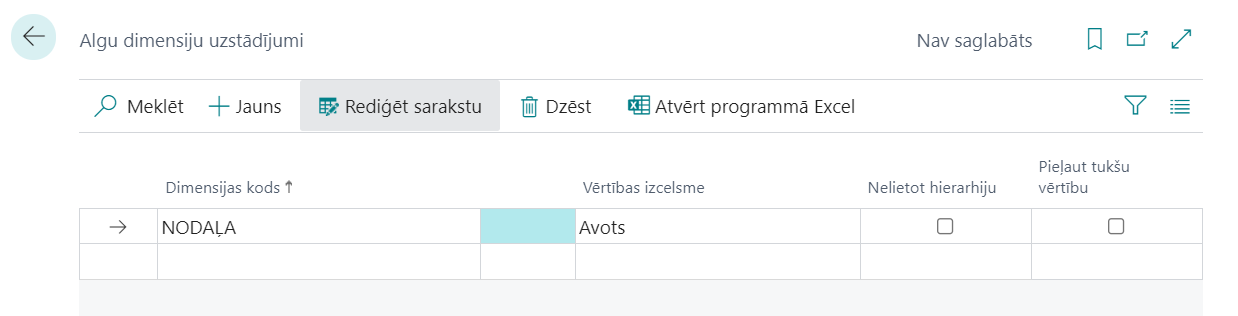 Algu dimensiju uzstādījumi
Nav saglabāts
Meklēt
Jauns
Rediģēt sarakstu
Dzēst
Atvērt programmā Excel
Dimensijas kods ↑
Vērtības izcelsme
Nelietot hierarhiju
Pieļaut tukšu
vērtību
NODAĻA
Avots